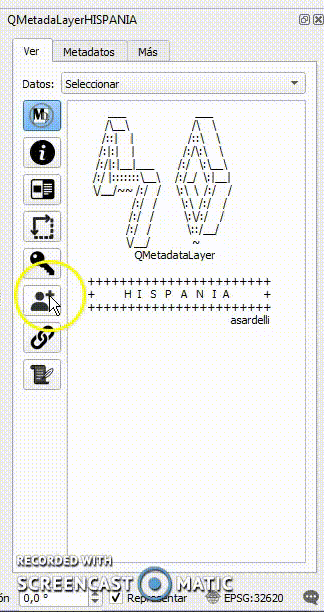 QMetadaLayerHISPANIA
Ver
Metadatos
Más
Datos:
Seleccionar
QMetadataLayer
+++++++++++++++++++++++
+ H I S P A N I A +
+++++++++++++++++++++++
asardelli
RECORDED WITH
SCREENCAST MATIC
ón
0,0 °
Representar
EPSG:32620